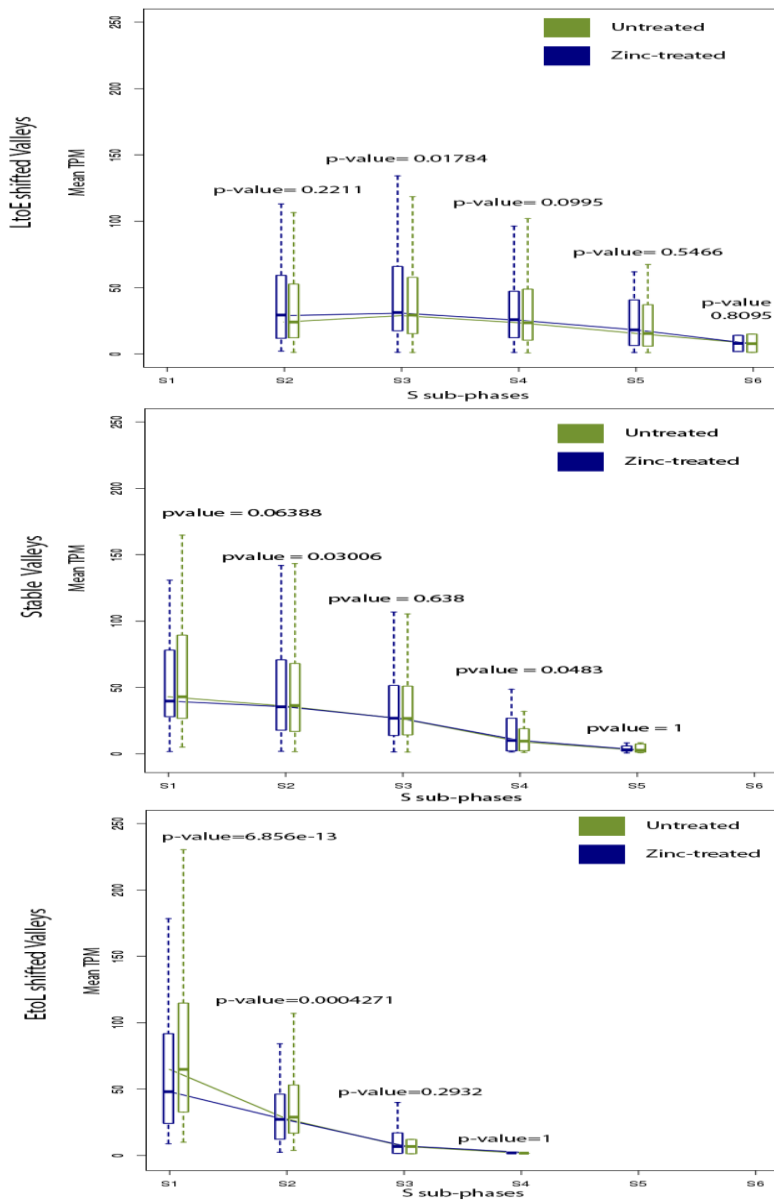 Untreated
Zinc-treated
LtoE shifted Valleys
Mean TPM
250
200
150
100
50
0
p-value= 0.2211
p-value= 0.01784
p-value= 0.0995
p-value= 0.5466
p-value
0.8095
S1 S2 S3 S4 S5 S6
S sub-phases
Untreated
Zinc-treated
Stable Valleys
Mean TPM
250
200
150
100
50
0
pvalue = 0.06388
pvalue = 0.03006
pvalue = 0.638
pvalue = 0.0483
pvalue = 1
S1 S2 S3 S4 S5 S6
S sub-phases
Untreated
Zinc-treated
EtoL shifted Valleys
Mean TPM
250
200
150
100
50
0
p-value=6.856e-13
p-value=0.0004271
p-value=0.2932
p-value=1
S1 S2 S3 S4 S5 S6
S sub-phases